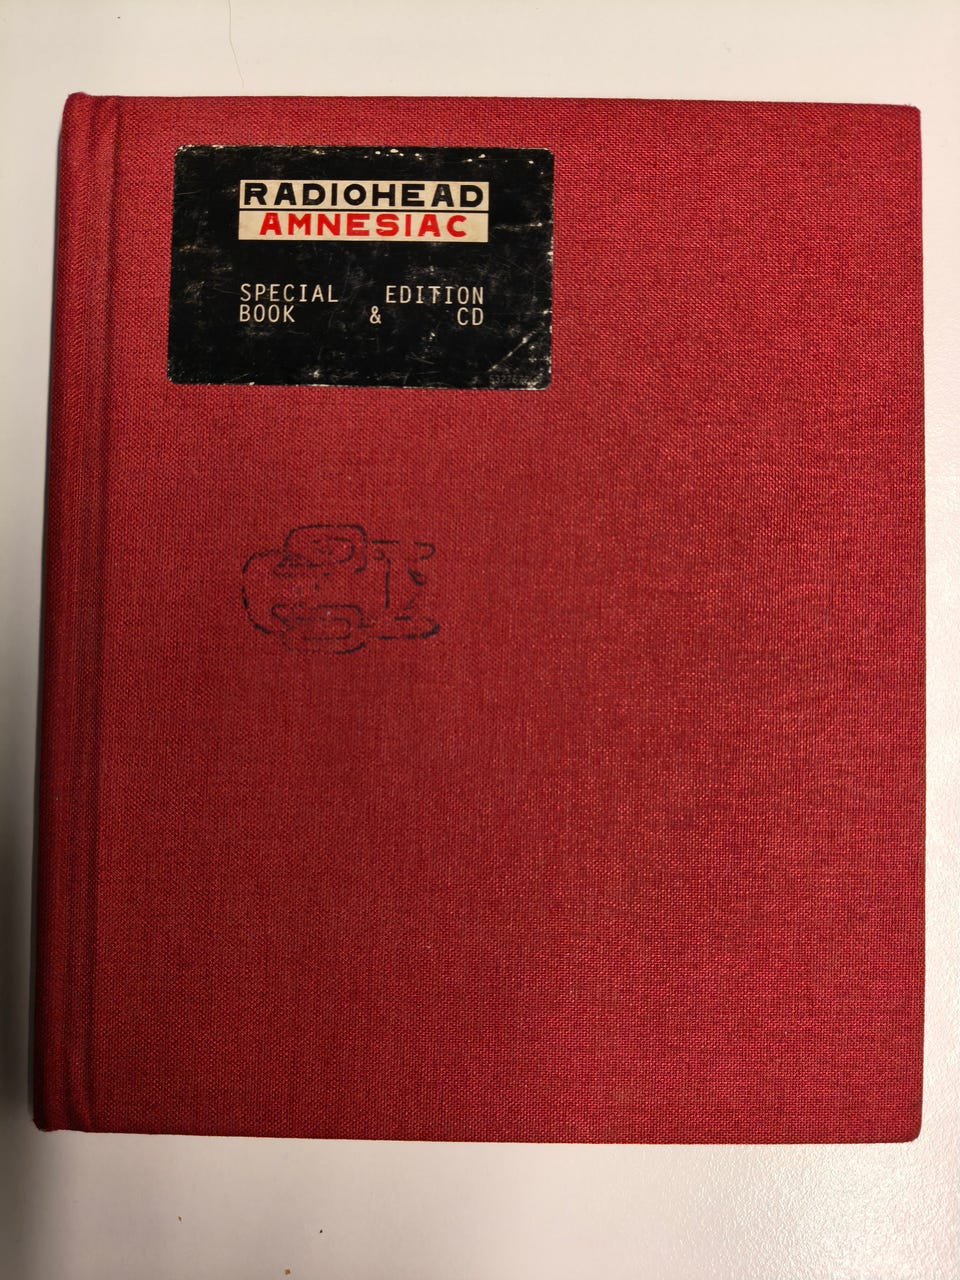 RADIOHEAD
AMNESIAC
SPECIAL EDITION
BOOK & CD